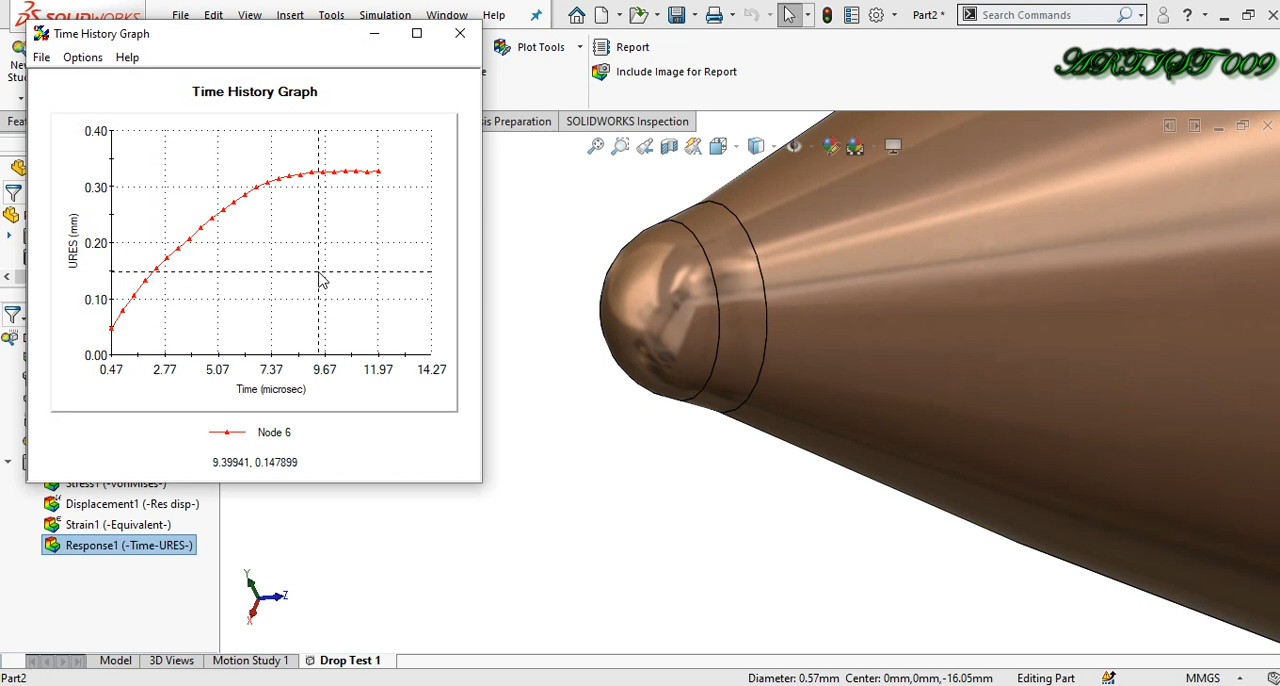 SOLIDWORKS
File Edit View Insert Tools Simulation Window Help
Part2 *
Search Commands
?
Time History Graph
File Options Help
Plot Tools
Report
Include Image for Report
ARTIST 009
SOLIDWORKS Inspection
Time History Graph
0.40
0.30
0.20
0.10
0.00
URES (mm)
0.47 2.77 5.07 7.37 9.67 11.97 14.27
Time (microsec)
Node 6
9.39941, 0.147899
Stress1 (-vonMises-)
Displacement1 (-Res disp-)
Strain1 (-Equivalent-)
Response1 (-Time-URES-)
Y
Z
X
Model 3D Views Motion Study 1 Drop Test 1
Part2
Diameter: 0.57mm Center: 0mm,0mm,-16.05mm Editing Part MMGS